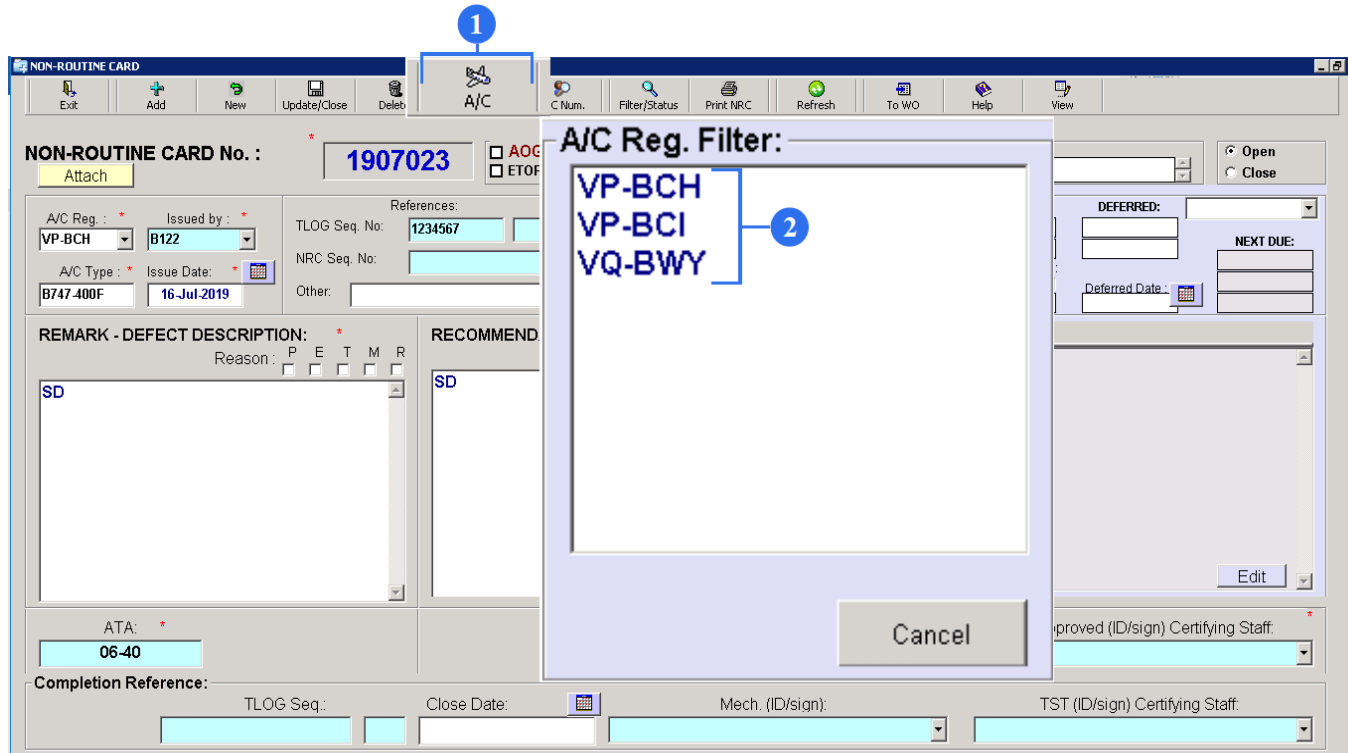 1
NON-ROUTINE CARD
Exit
Add
New
Update/Close
Delet
A/C
C Num.
Filter/Status
Print NRC
Refresh
To WO
Help
View
NON-ROUTINE CARD No. :
*
1907023
AOG
ETOP
Attach
Open
Close
A/C Reg. Filter:
VP-BCH
VP-BCI
VQ-BWY
2
Cancel
A/C Reg. : *
Issued by : *
VP-BCH
B122
A/C Type : *
Issue Date: *
B747-400F
16-Jul-2019
References:
TLOG Seq. No:
1234567
NRC Seq. No:
Other:
DEFERRED:
NEXT DUE:
Deferred Date :
REMARK - DEFECT DESCRIPTION: *
Reason : P E T M R
SD
RECOMMEND
SD
Edit
ATA: *
06-40
proved (ID/sign) Certifying Staff: *
Completion Reference:
TLOG Seq.:
Close Date:
Mech. (ID/sign):
TST (ID/sign) Certifying Staff: